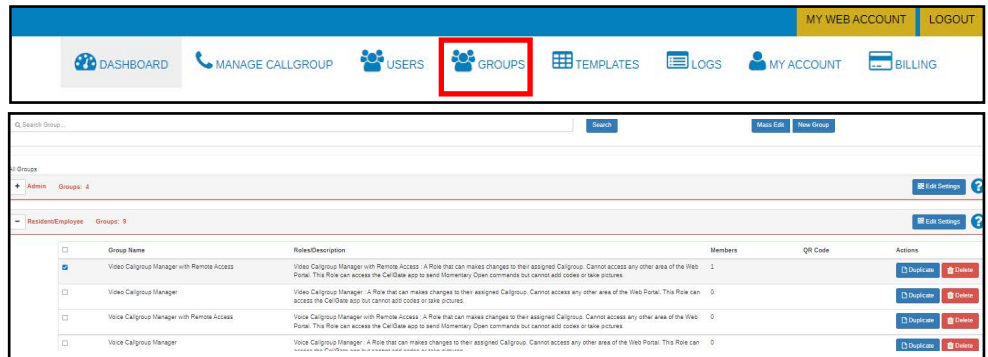 MY WEB ACCOUNT LOGOUT
DASHBOARD MANAGE CALLGROUP USERS GROUPS TEMPLATES LOGS MY ACCOUNT BILLING
Search Group... Search Mass Edit New Group
All Groups
+ Admin Groups: 4 Edit Settings ?
- Resident/Employee Groups: 9 Edit Settings ?
Group Name Roles/Description Members QR Code Actions
Video Callgroup Manager with Remote Access Video Callgroup Manager with Remote Access : A Role that can makes changes to their assigned Callgroup. Cannot access any other area of the Web 1 Duplicate Delete
Portal. This Role can access the CellGate app to send Momentary Open commands but cannot add codes or take pictures.
Video Callgroup Manager Video Callgroup Manager : A Role that can makes changes to their assigned Callgroup. Cannot access any other area of the Web Portal. This Role can 0 Duplicate Delete
access the CellGate app but cannot add codes or take pictures.
Voice Callgroup Manager with Remote Access Voice Callgroup Manager with Remote Access : A Role that can makes changes to their assigned Callgroup. Cannot access any other area of the Web 0 Duplicate Delete
Portal. This Role can access the CellGate app to send Momentary Open commands but cannot add codes or take pictures.
Voice Callgroup Manager Voice Callgroup Manager : A Role that can makes changes to their assigned Callgroup. Cannot access any other area of the Web Portal. This Role can 0 Duplicate Delete
access the CellGate app but cannot add codes or take pictures.